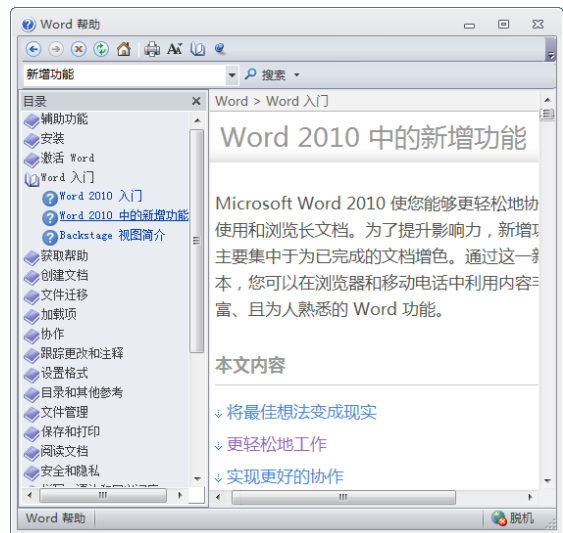 Word 帮助
新增功能
搜索
目录
辅助功能
安装
激活 Word
Word 入门
Word 2010 入门
Word 2010 中的新增功能
Backstage 视图简介
获取帮助
创建文档
文件迁移
加载项
协作
跟踪更改和注释
设置格式
目录和其他参考
文件管理
保存和打印
阅读文档
安全和隐私
Word > Word 入门
Word 2010 中的新增功能
Microsoft Word 2010 使您能够更轻松地协
使用和浏览长文档。为了提升影响力，新增
主要集中于为已完成的文档增色。通过这一
本，您可以在浏览器和移动电话中利用内容
富、且为人熟悉的 Word 功能。
本文内容
将最佳想法变成现实
更轻松地工作
实现更好的协作
Word 帮助
脱机